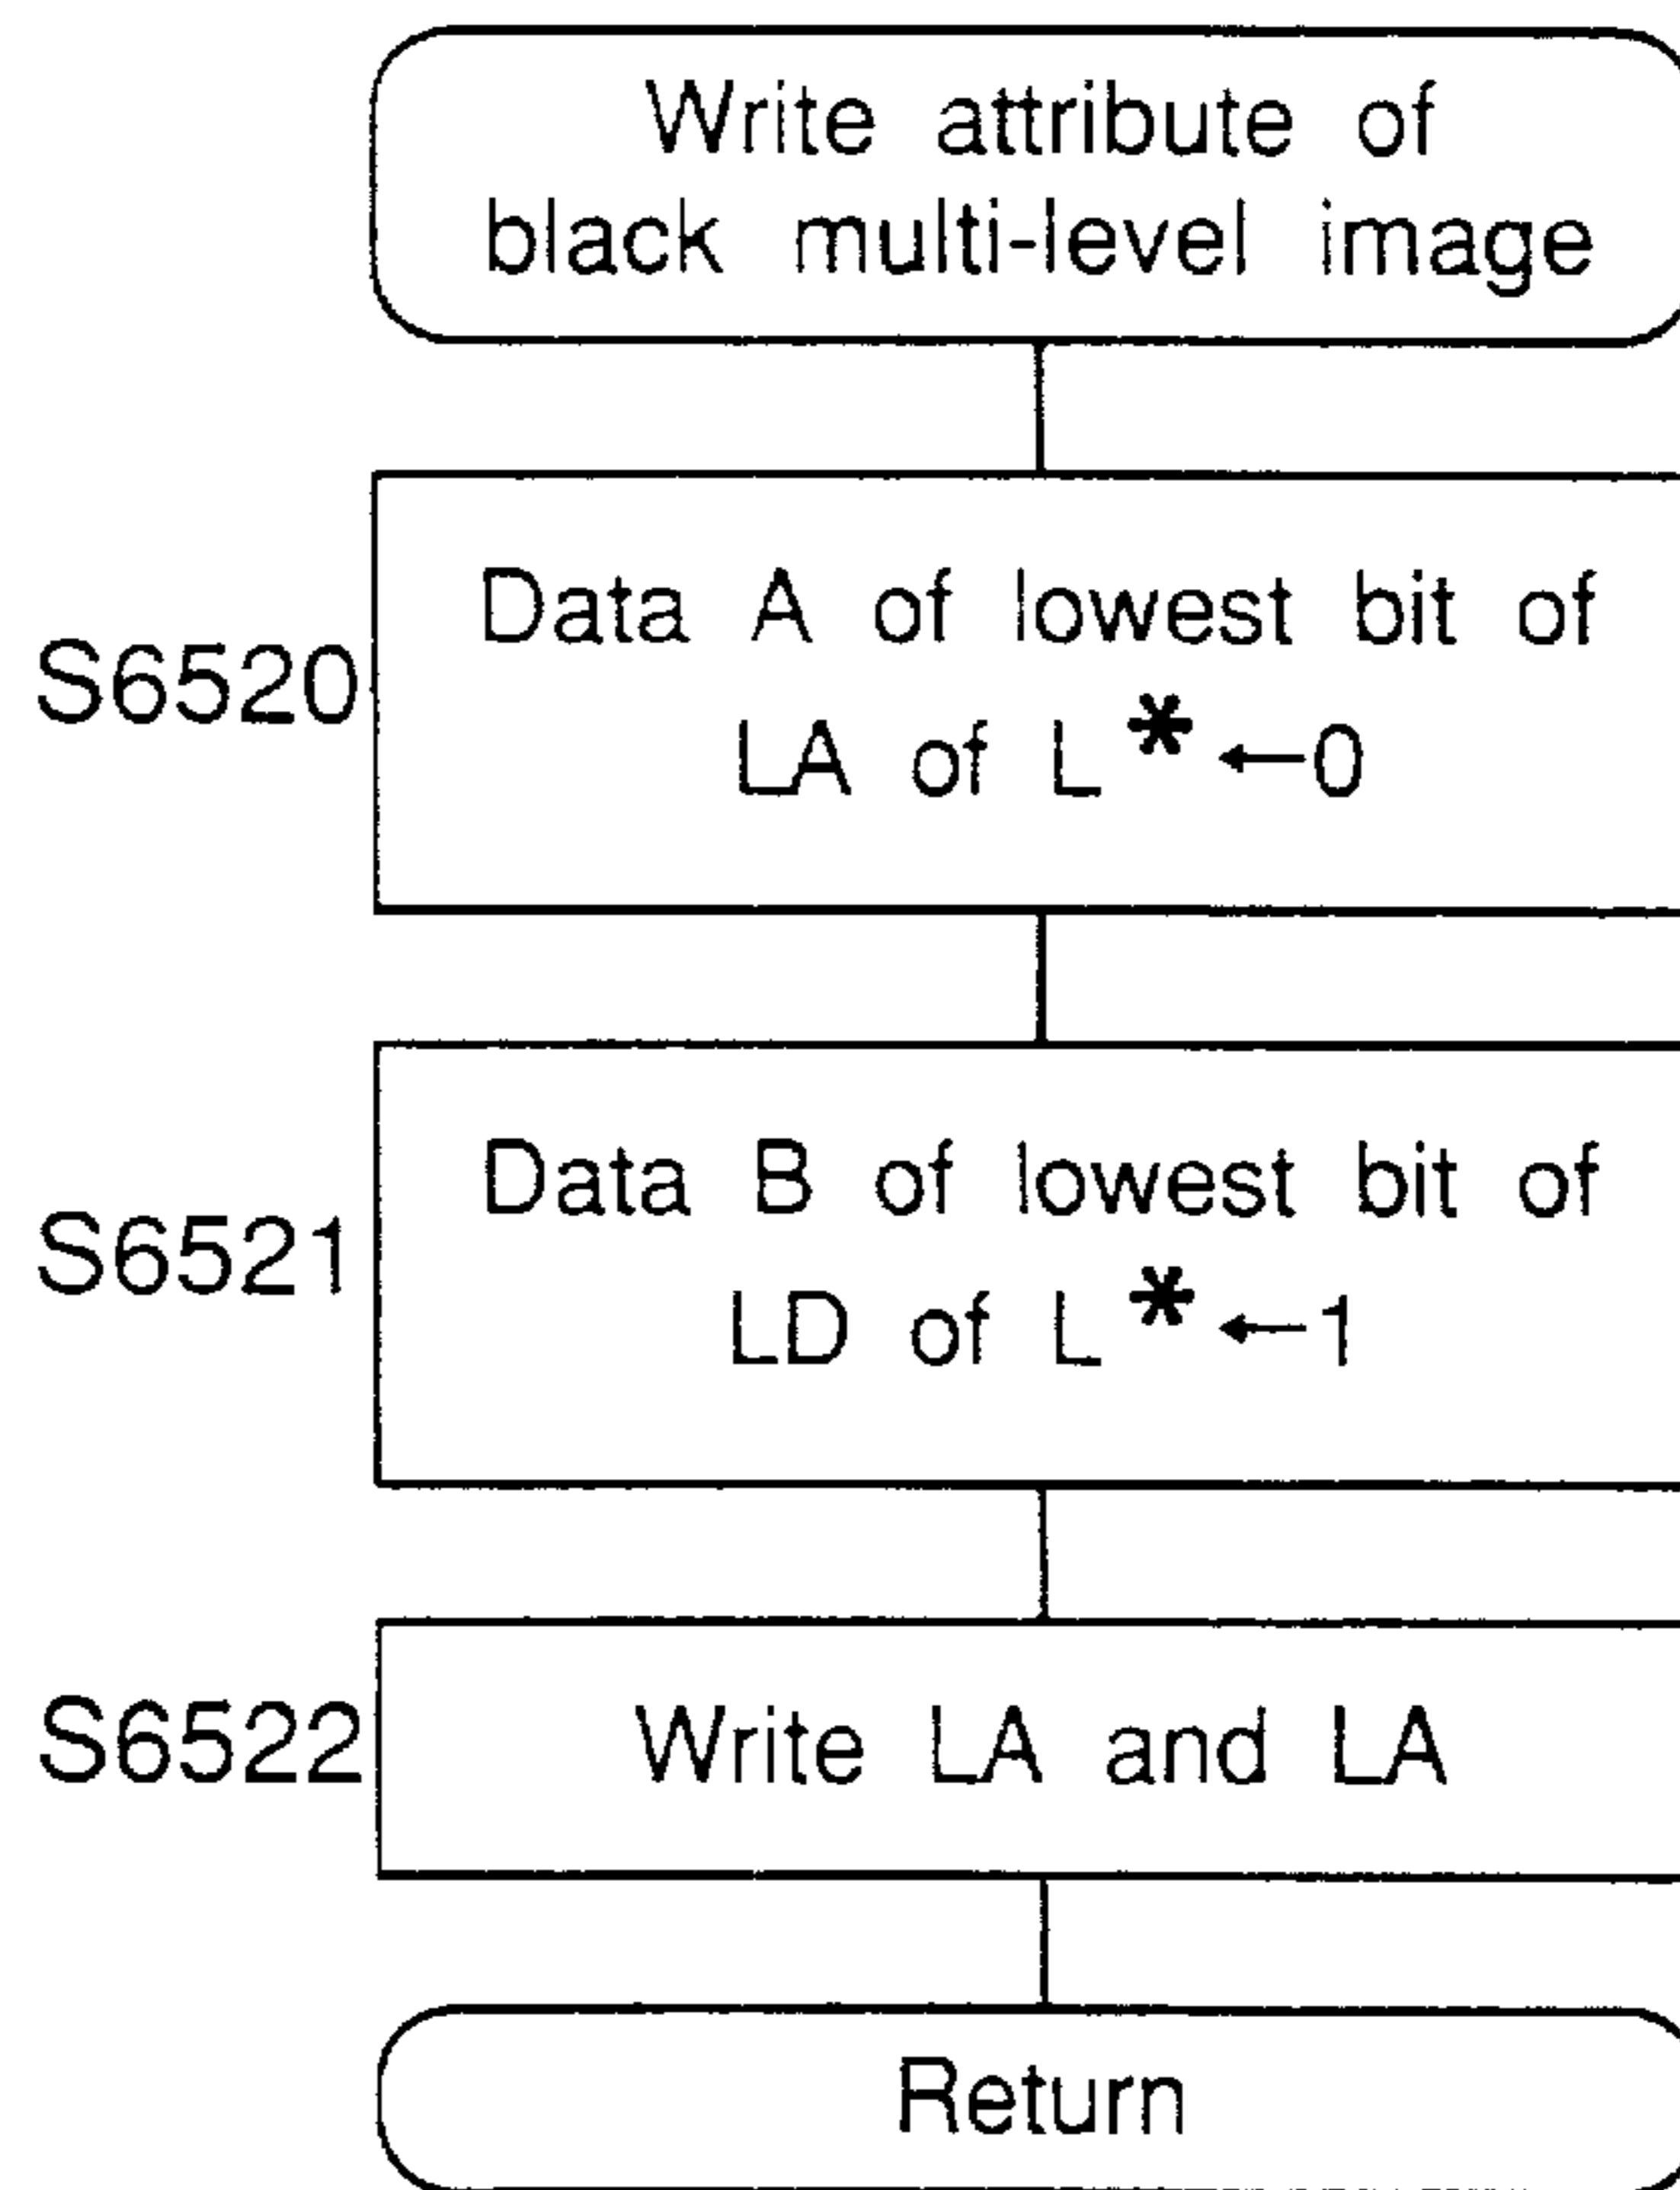 Write attribute of
black multi-level image
Data A of lowest bit of
S6520
LA of L*←0
Data B of lowest bit of
S6521
LD of L*←1
S6522 Write LA and LA
Return